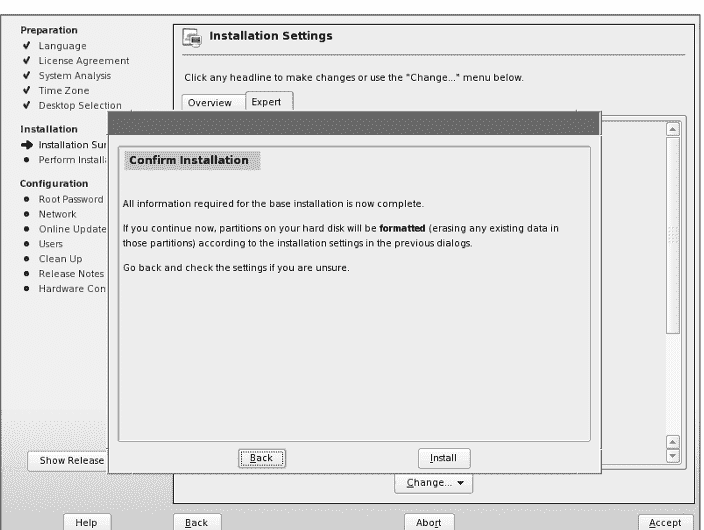 Preparation
Language
License Agreement
System Analysis
Time Zone
Desktop Selection
Installation
Installation Su
Perform Install
Configuration
Root Password
Network
Online Update
Users
Clean Up
Release Notes
Hardware Con
Show Release
Help
Installation Settings
Click any headline to make changes or use the "Change..." menu below.
Overview
Expert
Confirm Installation
All information required for the base installation is now complete.
If you continue now, partitions on your hard disk will be formatted (erasing any existing data in
those partitions) according to the installation settings in the previous dialogs.
Go back and check the settings if you are unsure.
Back
Install
Change...
Back
Abort
Accept